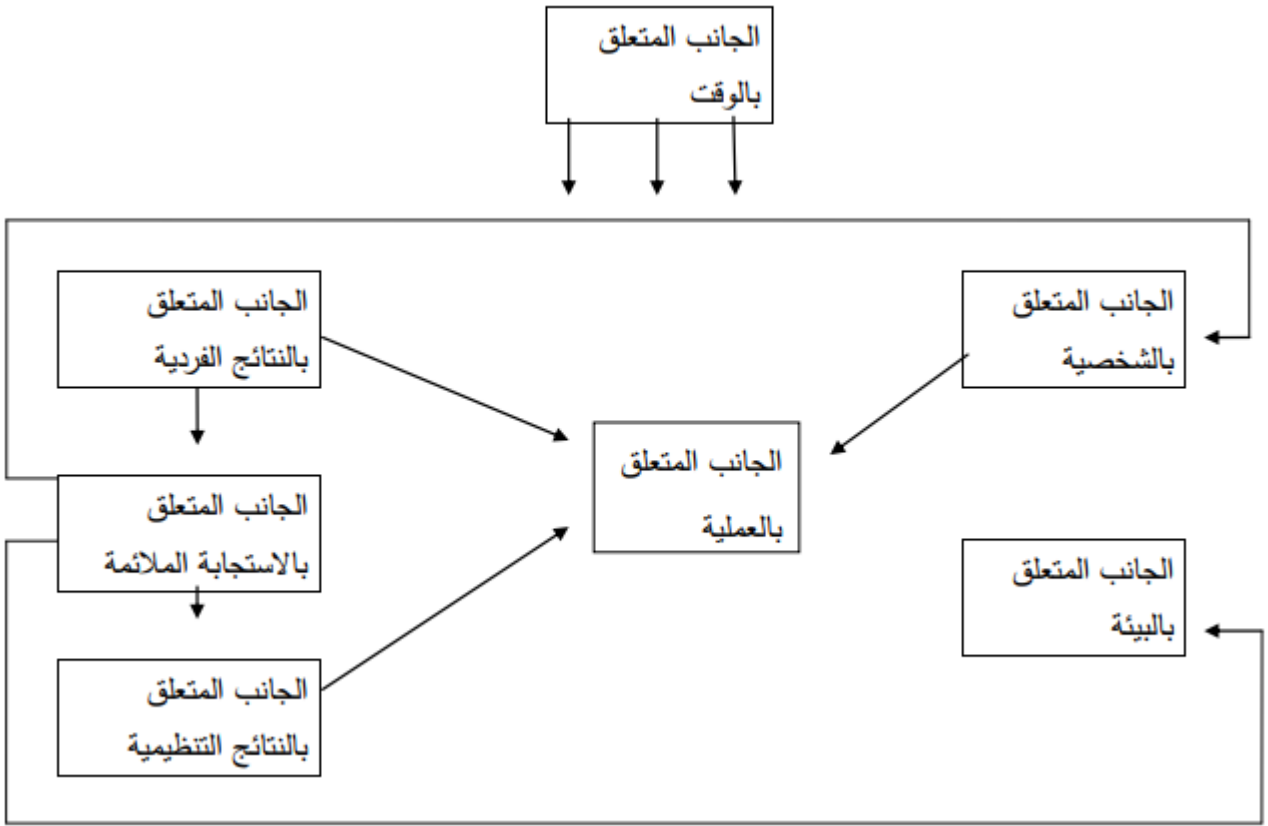 الجانب المتعلق
بالوقت
الجانب المتعلق
بالشخصية
الجانب المتعلق
بالنتائج الفردية
الجانب المتعلق
بالعملية
الجانب المتعلق
بالاستجابة الملائمة
الجانب المتعلق
بالبيئة
الجانب المتعلق
بالنتائج التنظيمية